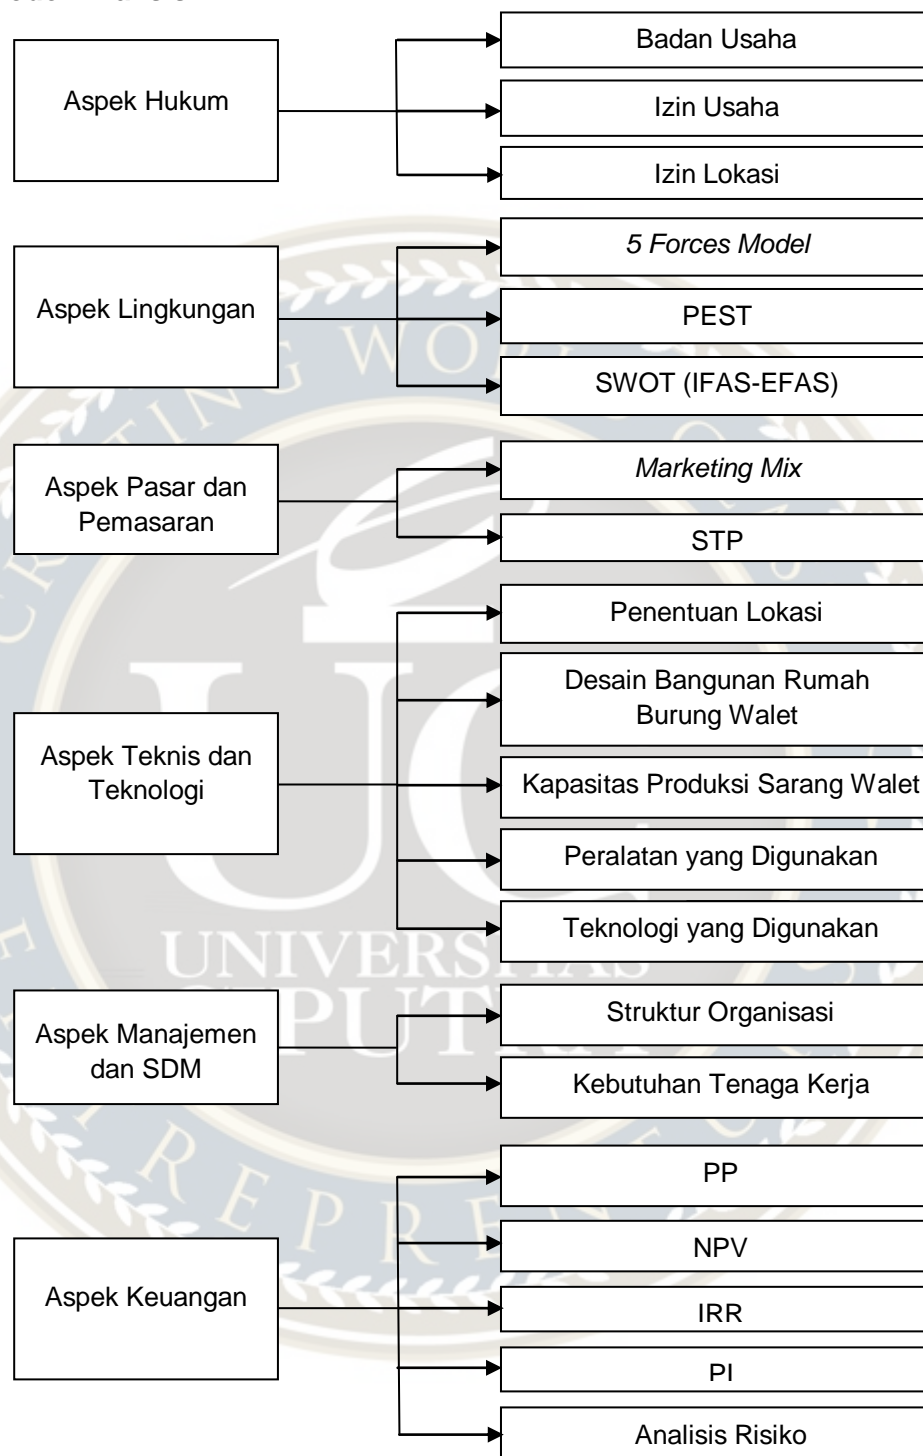 Aspek Hukum
Badan Usaha
Izin Usaha
Izin Lokasi
Aspek Lingkungan
5 Forces Model
PEST
SWOT (IFAS-EFAS)
Aspek Pasar dan
Pemasaran
Marketing Mix
STP
Aspek Teknis dan
Teknologi
Penentuan Lokasi
Desain Bangunan Rumah
Burung Walet
Kapasitas Produksi Sarang Walet
Peralatan yang Digunakan
Teknologi yang Digunakan
UNIVERSITAS
CIPUTRA
Aspek Manajemen
dan SDM
Struktur Organisasi
Kebutuhan Tenaga Kerja
Aspek Keuangan
PP
NPV
IRR
PI
Analisis Risiko